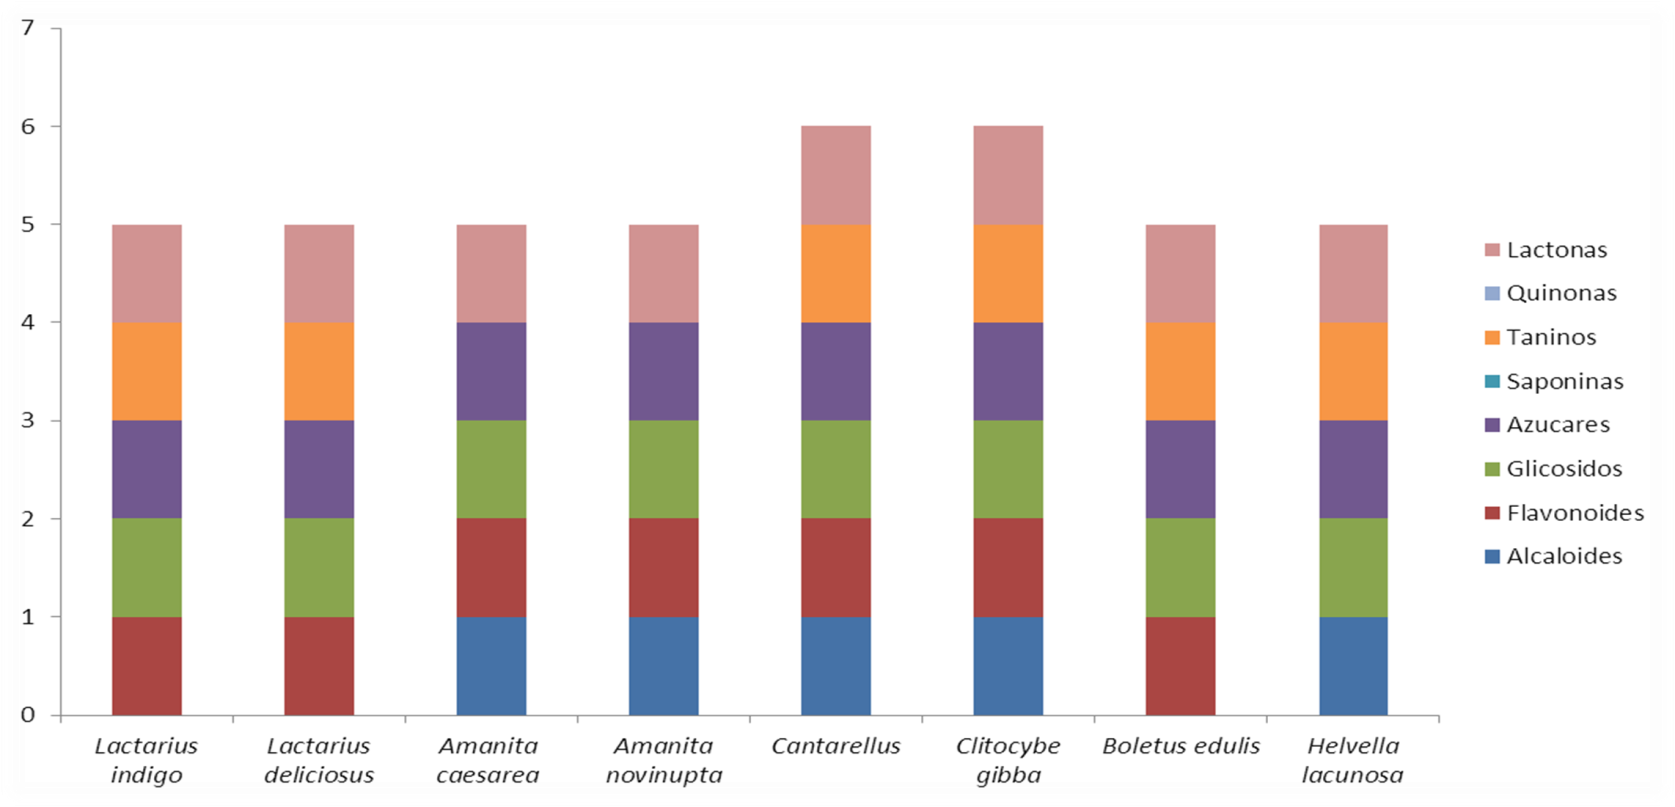 7
6
5
4
3
2
1
0
Lactarius
indigo
Lactarius
deliciosus
Amanita
caesarea
Amanita
novinupta
Cantarellus
Clitocybe
gibba
Boletus edulis
Helvella
lacunosa
Lactonas
Quinonas
Taninos
Saponinas
Azucares
Glicosidos
Flavonoides
Alcaloides